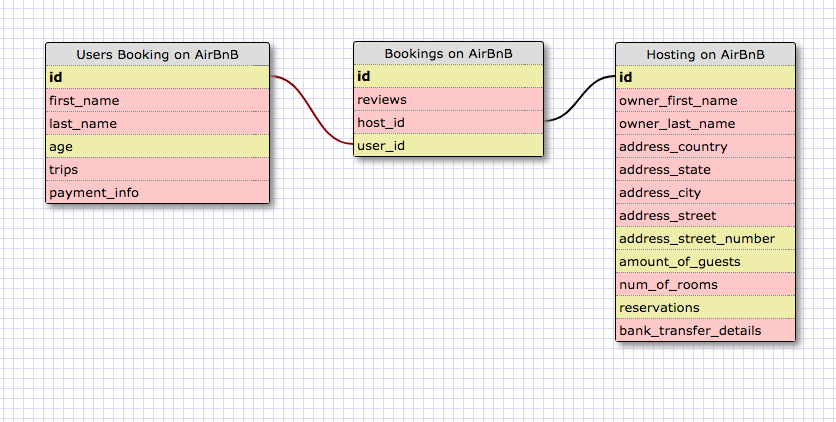 Users Booking on AirBnB
id
first_name
last_name
age
trips
payment_info
Bookings on AirBnB
id
reviews
host_id
user_id
Hosting on AirBnB
id
owner_first_name
owner_last_name
address_country
address_state
address_city
address_street
address_street_number
amount_of_guests
num_of_rooms
reservations
bank_transfer_details